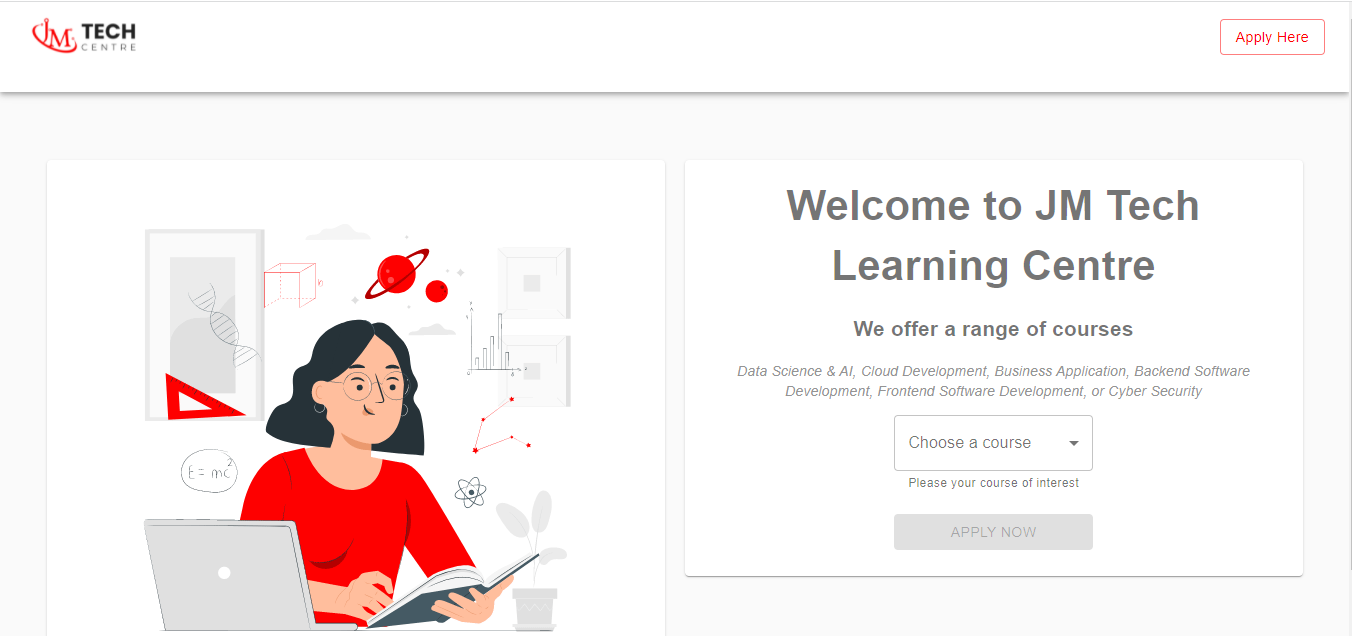 JM TECH
CENTRE
Apply Here
Welcome to JM Tech
Learning Centre
We offer a range of courses
Data Science & AI, Cloud Development, Business Application, Backend Software
Development, Frontend Software Development, or Cyber Security
Choose a course
Please your course of interest
APPLY NOW
E = mc²